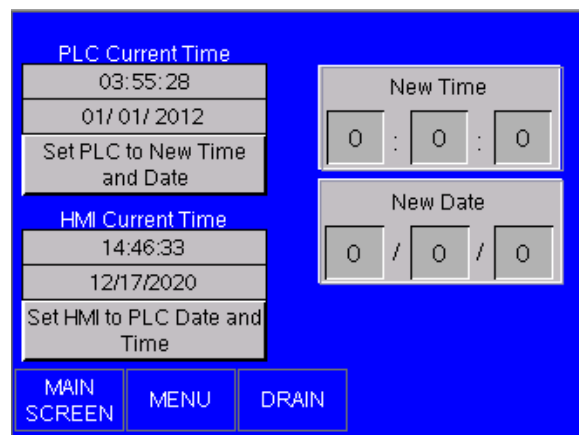 PLC Current Time
03:55:28
01/01/2012
Set PLC to New Time
and Date
HMI Current Time
14:46:33
12/17/2020
Set HMI to PLC Date and
Time
New Time
0 : 0 : 0
New Date
0 / 0 / 0
MAIN
SCREEN
MENU
DRAIN